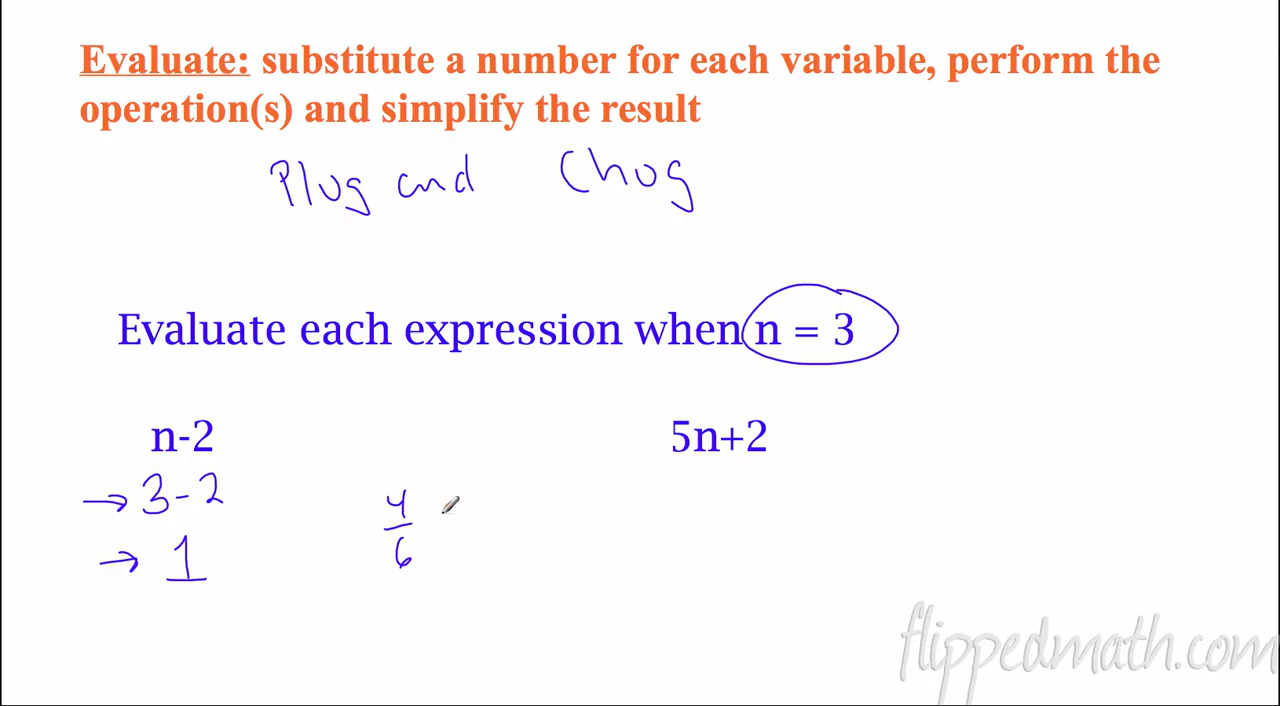 Evaluate: substitute a number for each variable, perform the
operation(s) and simplify the result
Plug and Chug
Evaluate each expression when n = 3
n-2
5n+2
→ 3-2
→ 1
4
6
flippedmath.com